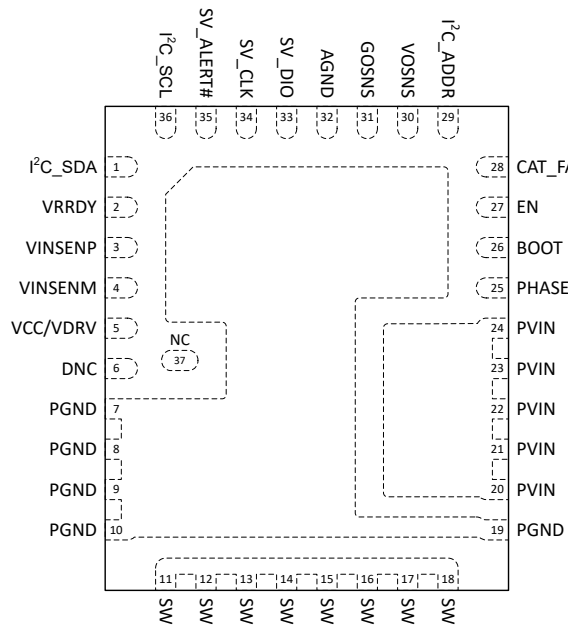 I²C_SCL
SV_ALERT#
SV_CLK
SV_DIO
AGND
GOSNS
VOSNS
I²C_ADDR
36 35 34 33 32 31 30 29
I²C_SDA 1
VRRDY 2
VINSENP 3
VINSENM 4
VCC/VDRV 5
DNC 6
PGND 7
PGND 8
PGND 9
PGND 10
NC
37
28 CAT_FA
27 EN
26 BOOT
25 PHASE
24 PVIN
23 PVIN
22 PVIN
21 PVIN
20 PVIN
19 PGND
11 12 13 14 15 16 17 18
SW
SW
SW
SW
SW
SW
SW
SW